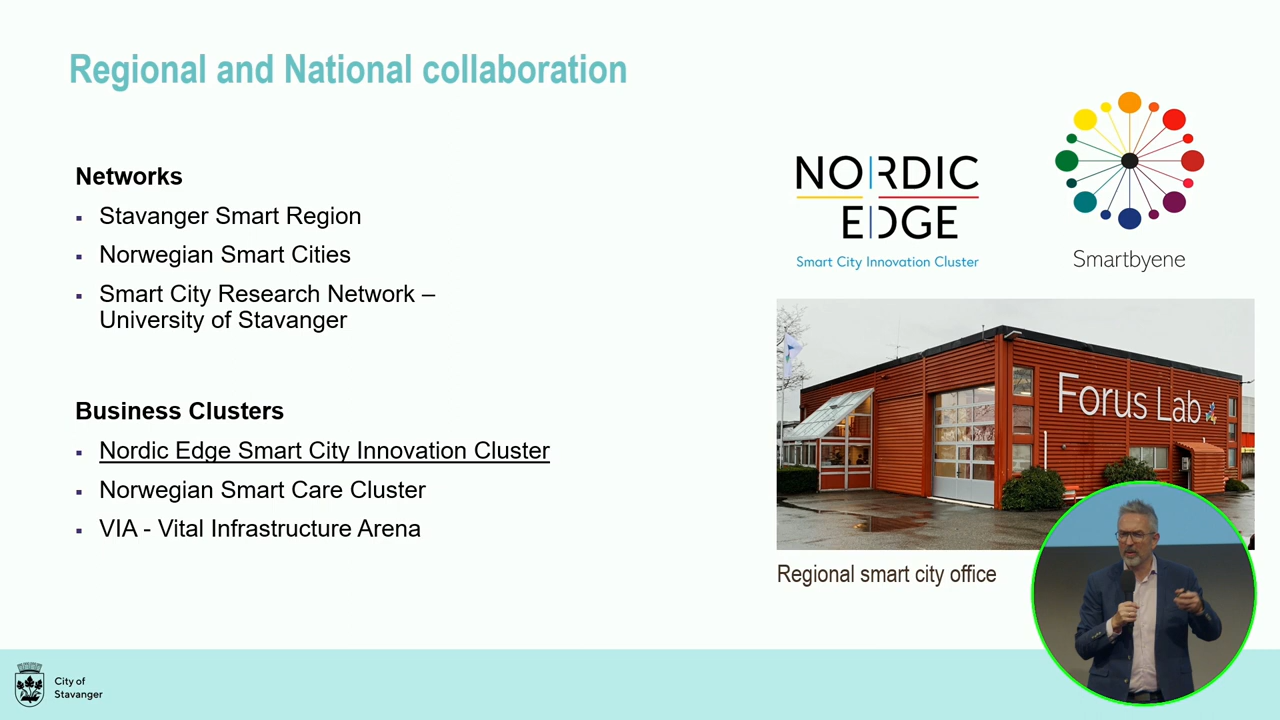 Regional and National collaboration
Networks
▪ Stavanger Smart Region
▪ Norwegian Smart Cities
▪ Smart City Research Network –
University of Stavanger
Business Clusters
▪ Nordic Edge Smart City Innovation Cluster
▪ Norwegian Smart Care Cluster
▪ VIA - Vital Infrastructure Arena
NORDIC
EDGE
Smart City Innovation Cluster
Smartbyene
Forus Lab
Regional smart city office
City of
Stavanger